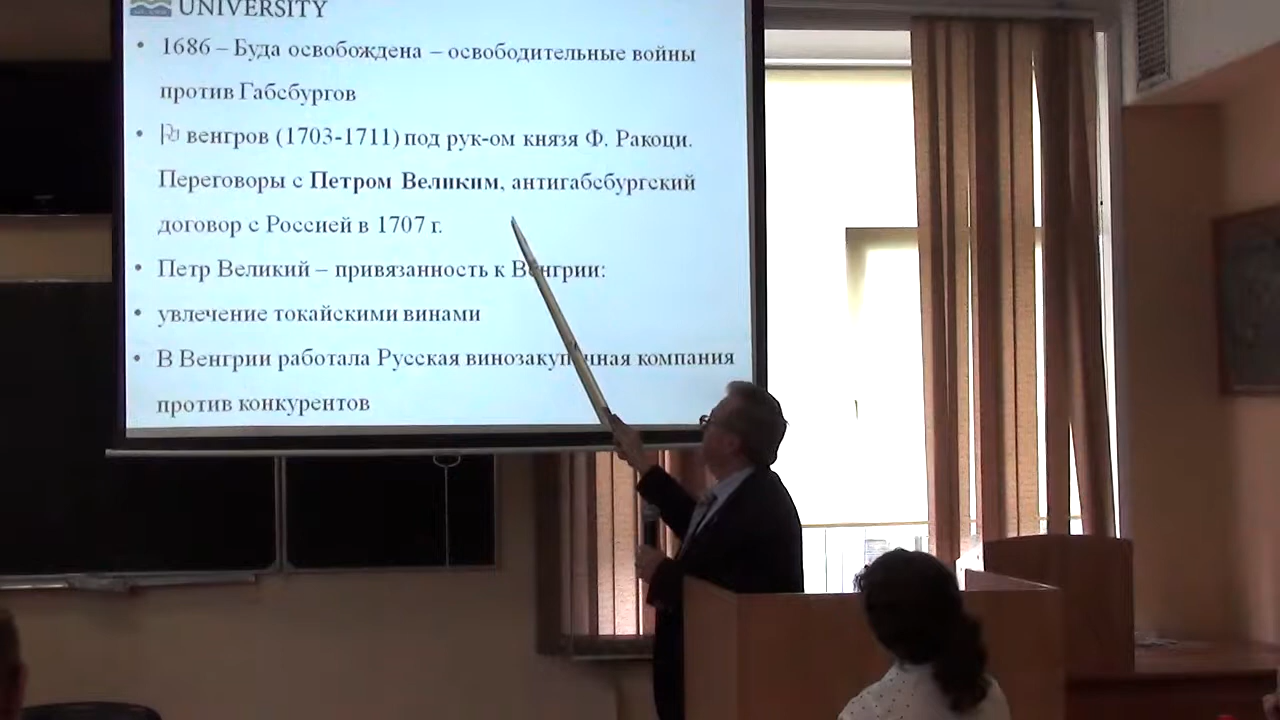 UNIVERSITY
• 1686 – Буда освобождена – освободительные войны
против Габсбургов
• венгров (1703-1711) под рук-ом князя Ф. Ракоци.
Переговоры с Петром Великим, антигабсбургский
договор с Россией в 1707 г.
• Петр Великий – привязанность к Венгрии:
• увлечение токайскими винами
• В Венгрии работала Русская винозакупочная компания
против конкурентов